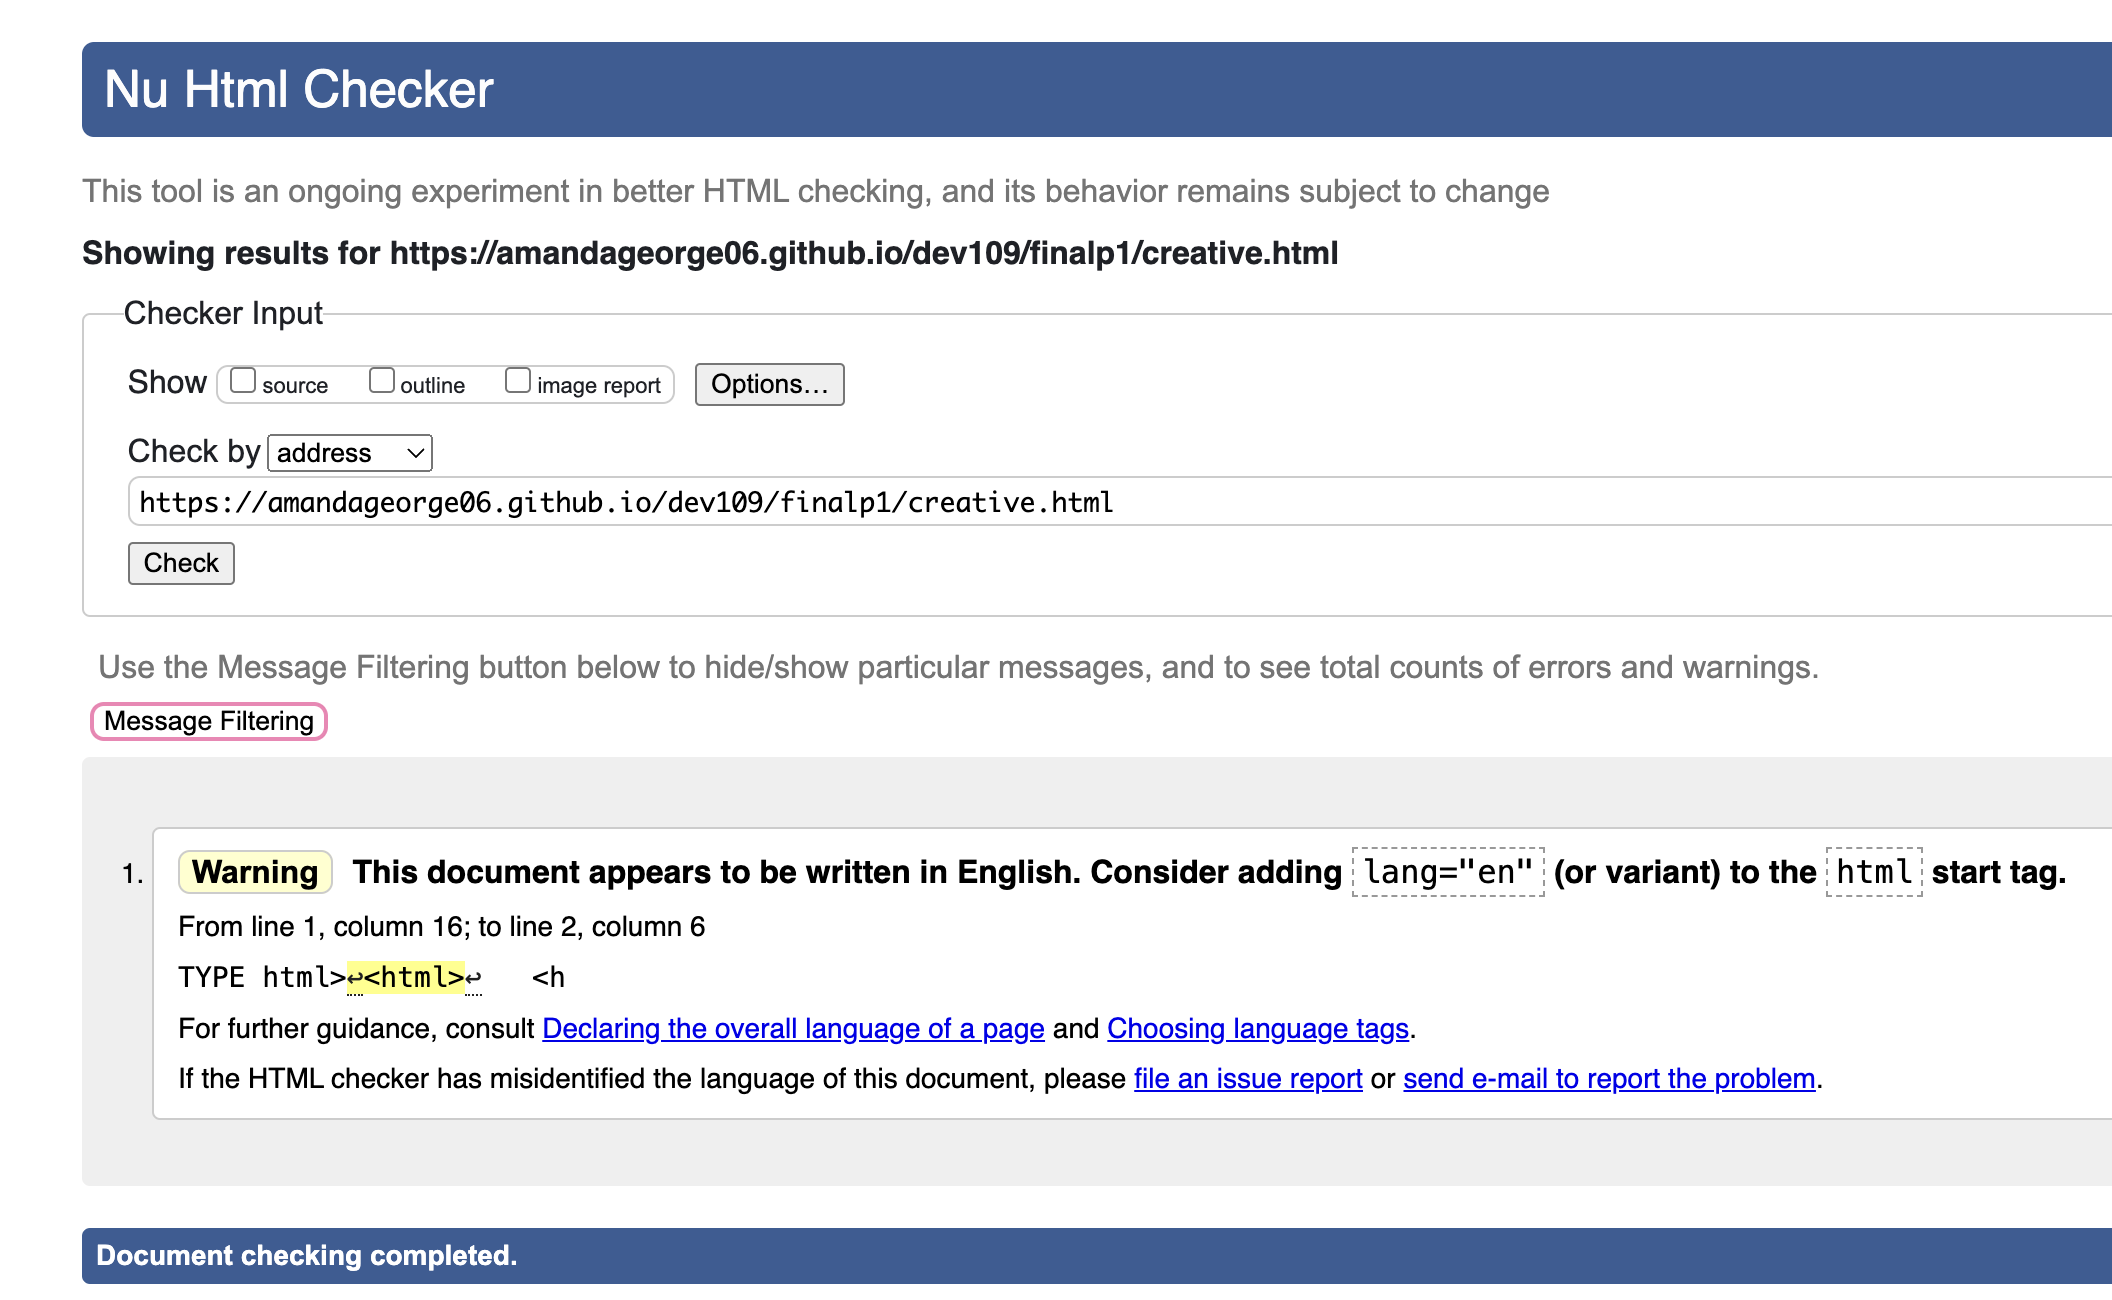 Nu Html Checker
This tool is an ongoing experiment in better HTML checking, and its behavior remains subject to change
Showing results for https://amandageorge06.github.io/dev109/finalp1/creative.html
Checker Input
Show source outline image report Options...
Check by address
https://amandageorge06.github.io/dev109/finalp1/creative.html
Check
Use the Message Filtering button below to hide/show particular messages, and to see total counts of errors and warnings.
Message Filtering
1. Warning This document appears to be written in English. Consider adding lang="en" (or variant) to the html start tag.
From line 1, column 16; to line 2, column 6
TYPE html>↩<html>↩ <h
For further guidance, consult Declaring the overall language of a page and Choosing language tags.
If the HTML checker has misidentified the language of this document, please file an issue report or send e-mail to report the problem.
Document checking completed.